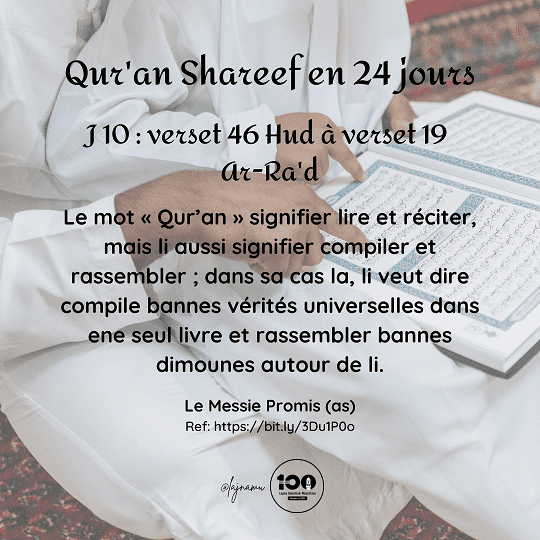 Qur'an Shareef en 24 jours
J 10 : verset 46 Hud à verset 19
Ar-Ra'd
Le mot « Qur'an » signifier lire et réciter,
mais li aussi signifier compiler et
rassembler ; dans sa cas la, li veut dire
compile bannes vérités universelles dans
ene seul livre et rassembler bannes
dimounes autour de li.
Le Messie Promis (as)
Ref: https://bit.ly/3Du1P0o
@lajnamu
100
Lajna Imaillah Mauritius